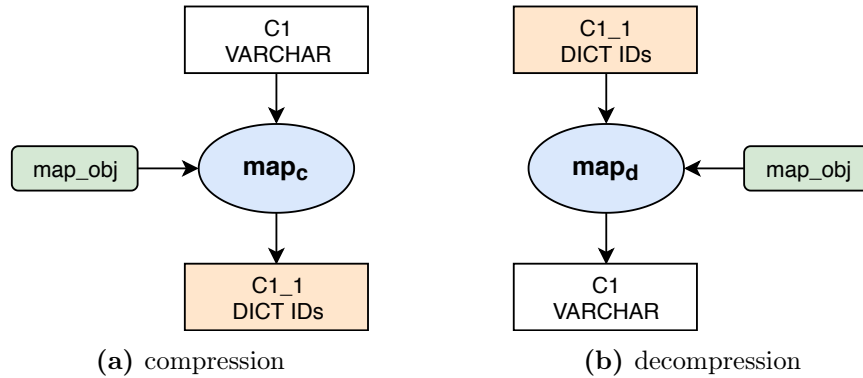 C1
VARCHAR
map_obj
map_c
C1_1
DICT IDs
(a) compression
C1_1
DICT IDs
map_d
map_obj
C1
VARCHAR
(b) decompression